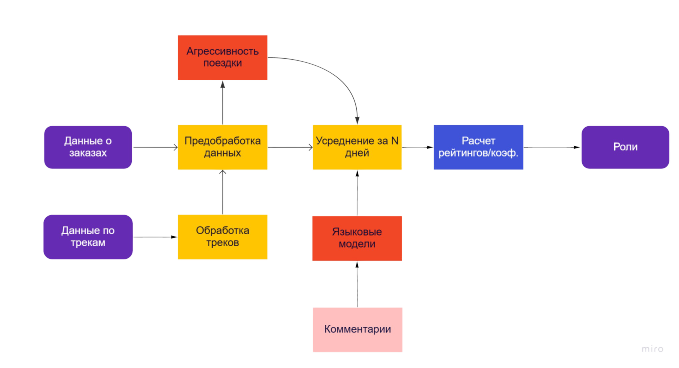 Агрессивность
поездки
Данные о
заказах
Предобработка
данных
Усреднение за N
дней
Расчет
рейтингов/коэф.
Роли
Данные по
трекам
Обработка
треков
Языковые
модели
Комментарии
miro